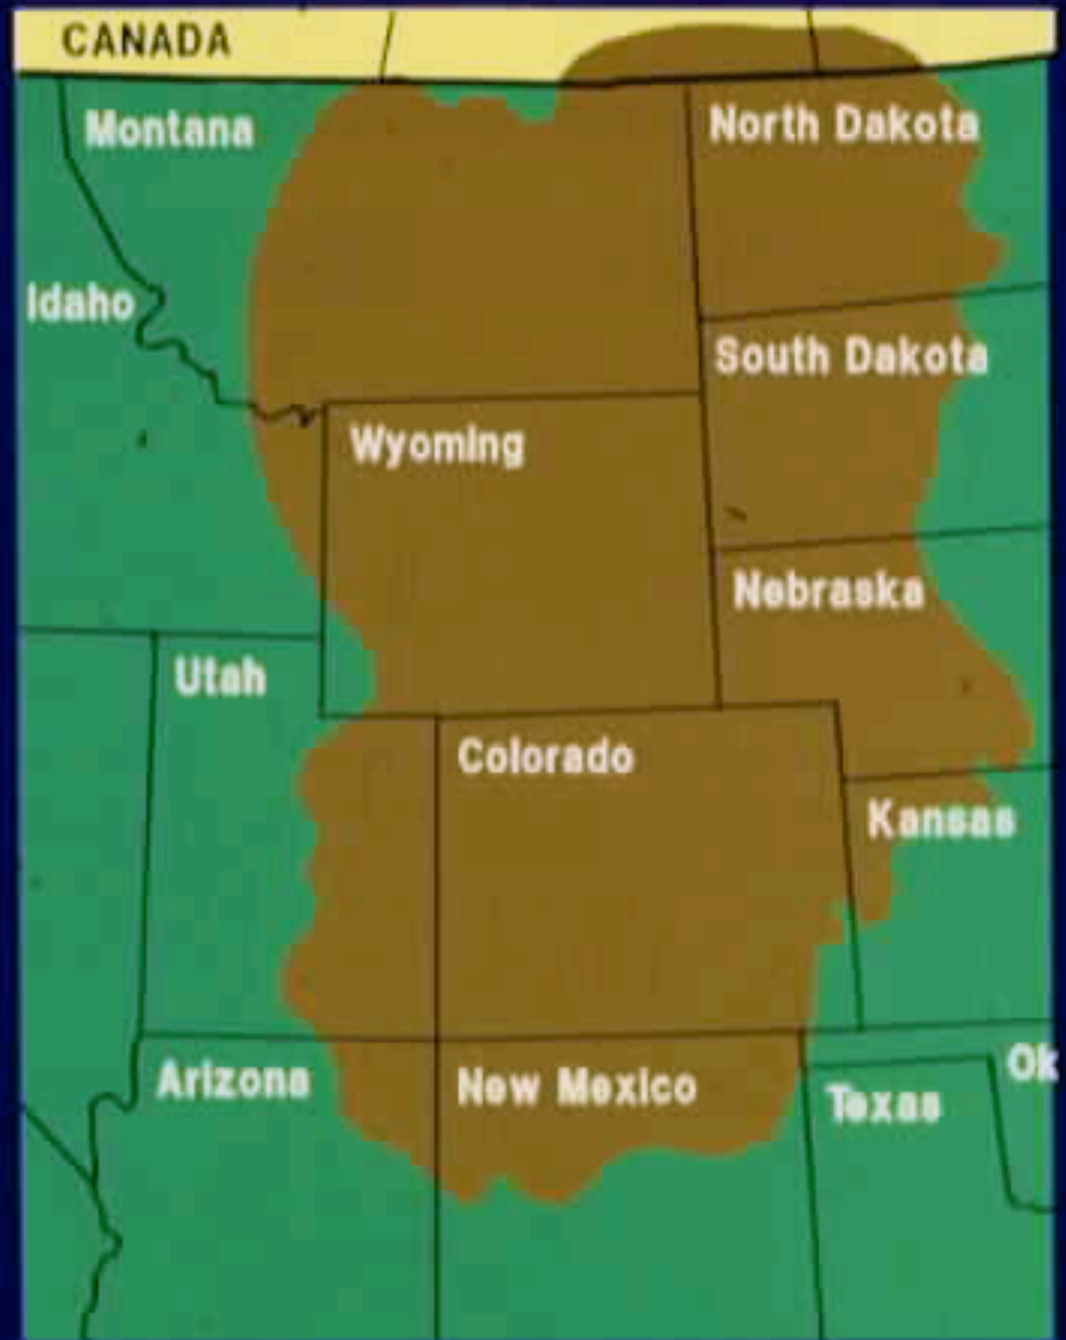 CANADA
Montana
North Dakota
Idaho
South Dakota
Wyoming
Nebraska
Utah
Colorado
Kansas
Arizona
New Mexico
Texas
Ok